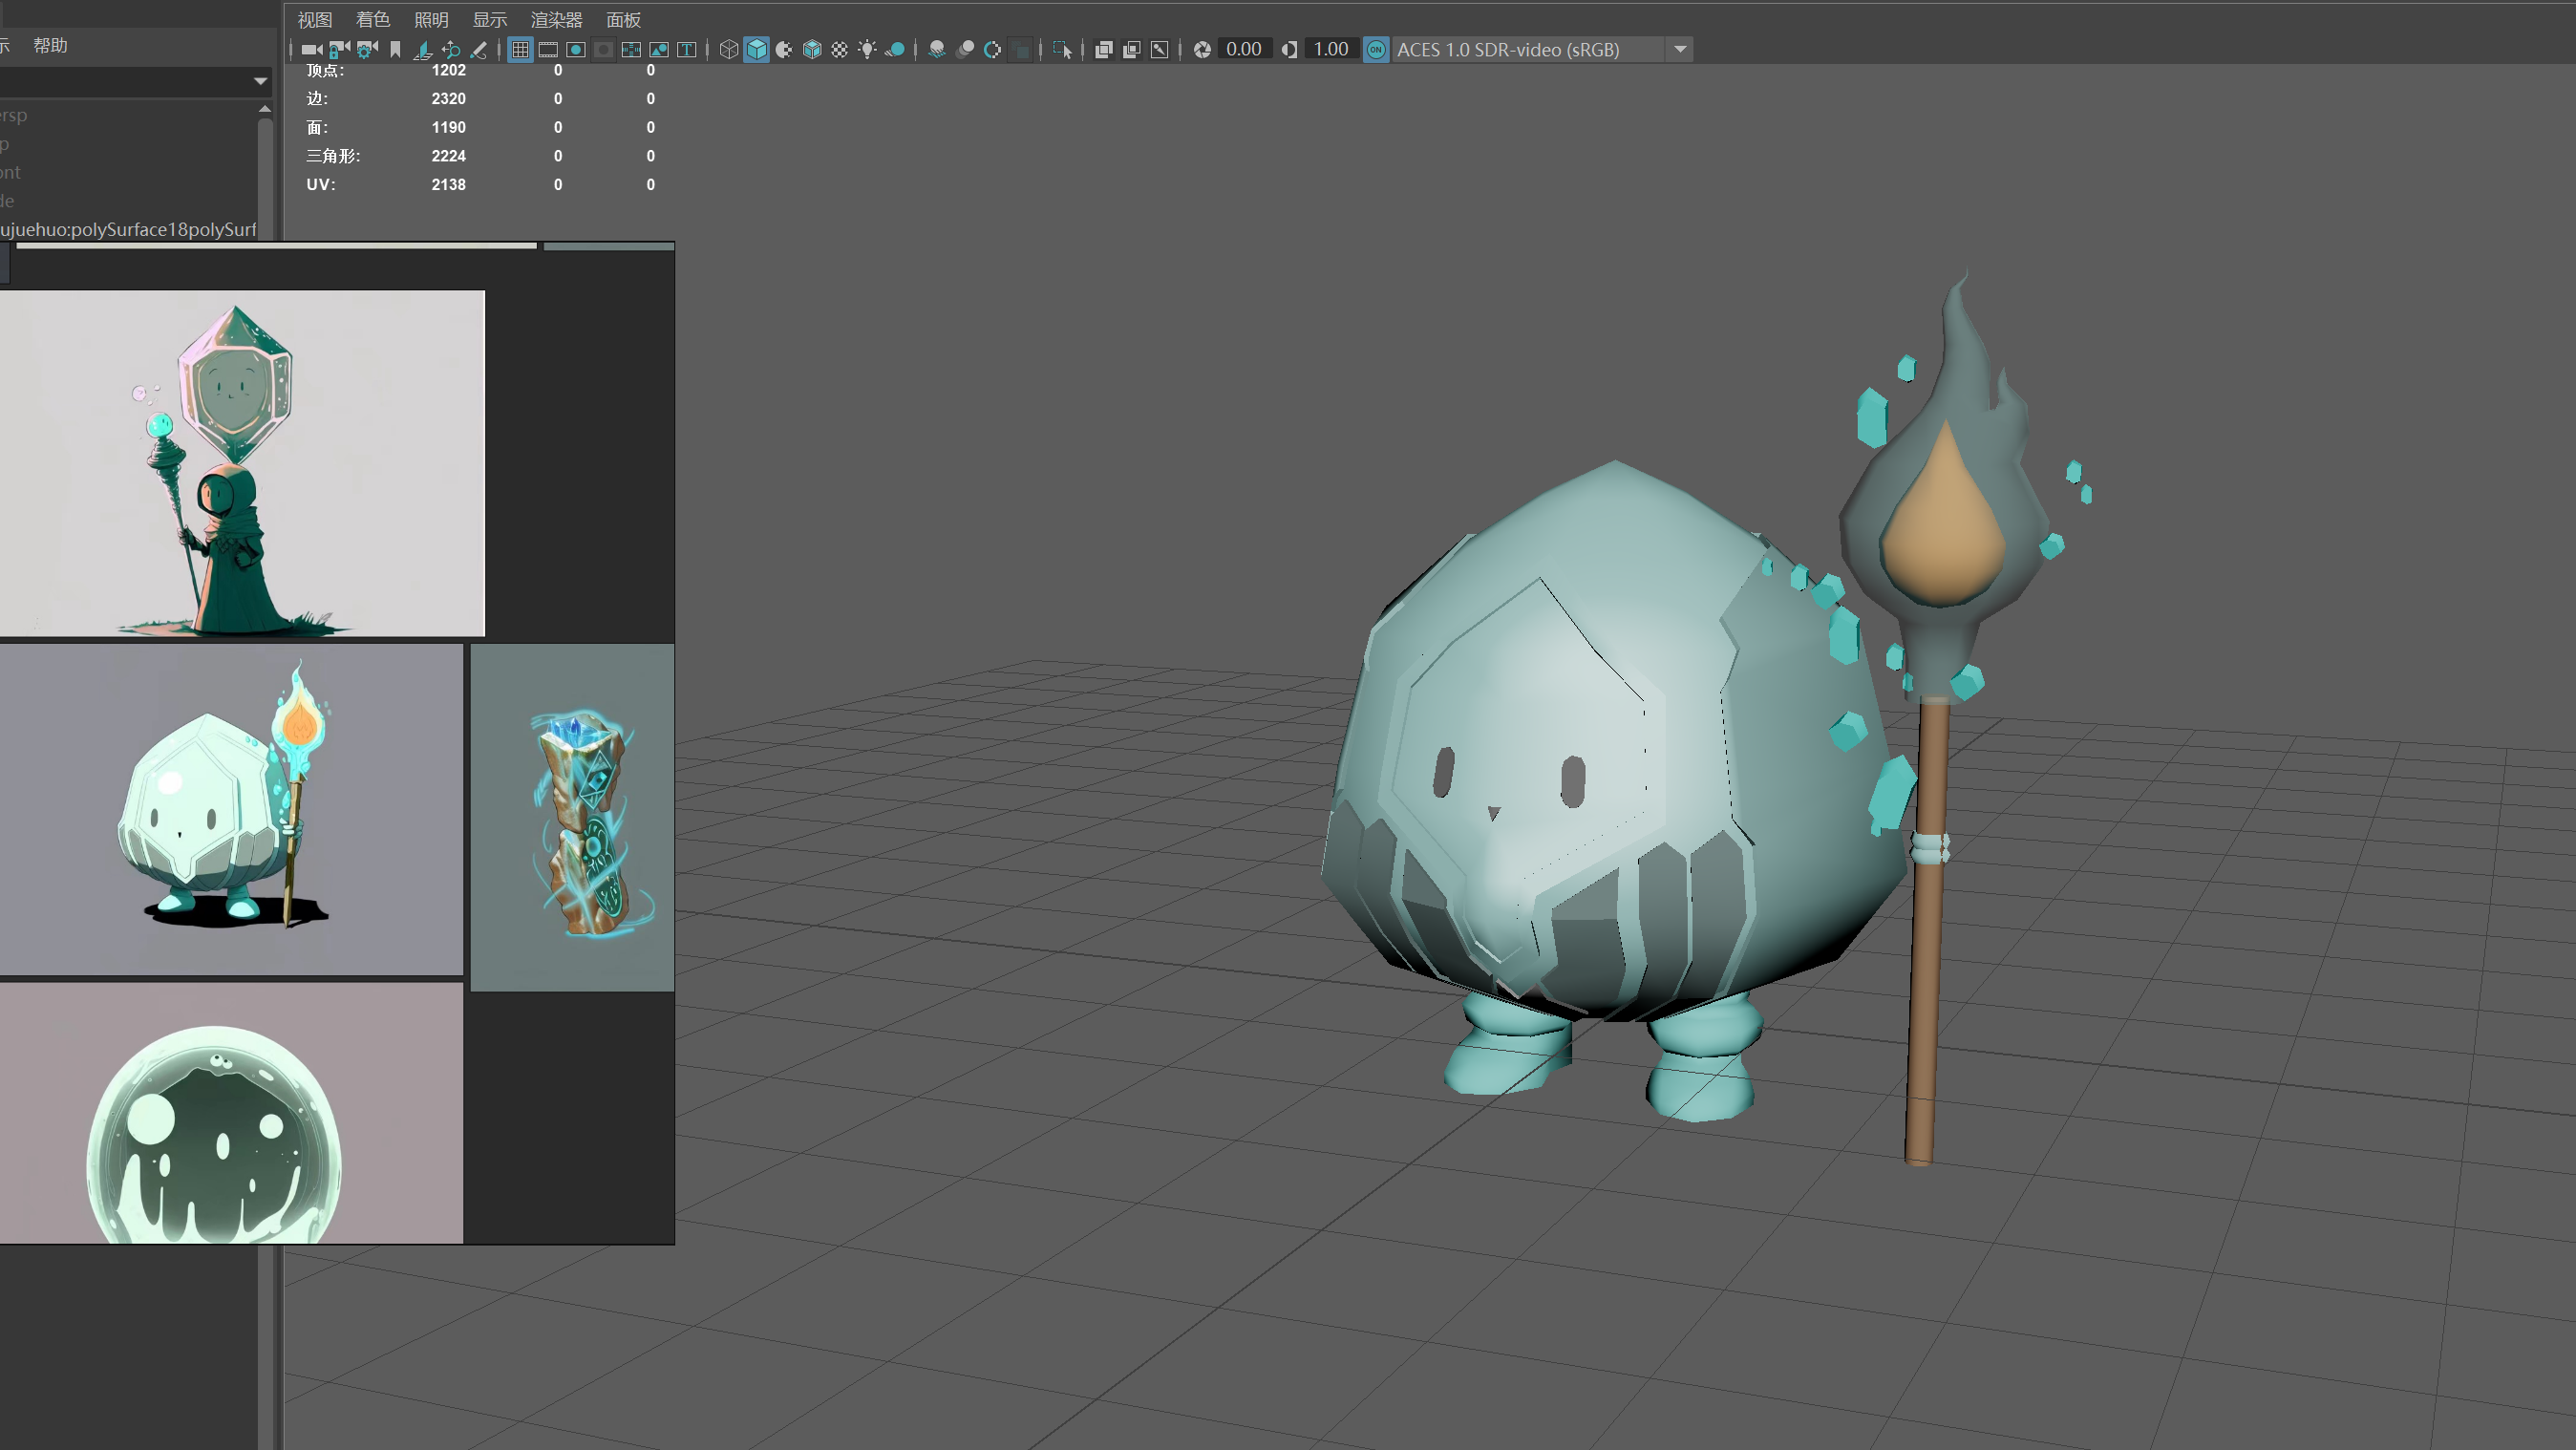 视图 着色 照明 显示 渲染器 面板
示 帮助
0.00 1.00 ON ACES 1.0 SDR-video (sRGB)
顶点: 1202 0 0
边: 2320 0 0
面: 1190 0 0
三角形: 2224 0 0
UV: 2138 0 0
ersp
p
ont
de
ujuehuo:polySurface18polySurf